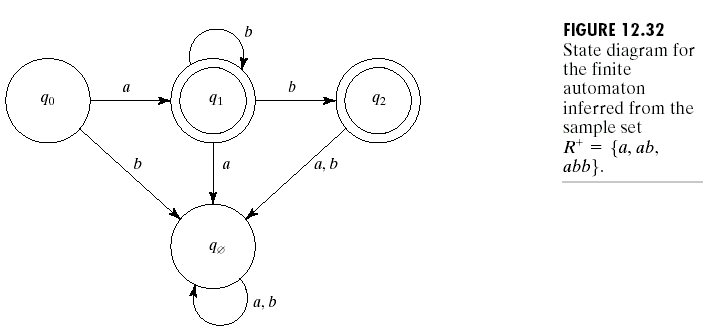 b
q0
a
q1
b
q2
b
a
a, b
q∅
a, b
FIGURE 12.32
State diagram for
the finite
automaton
inferred from the
sample set
R⁺ = {a, ab,
abb}.